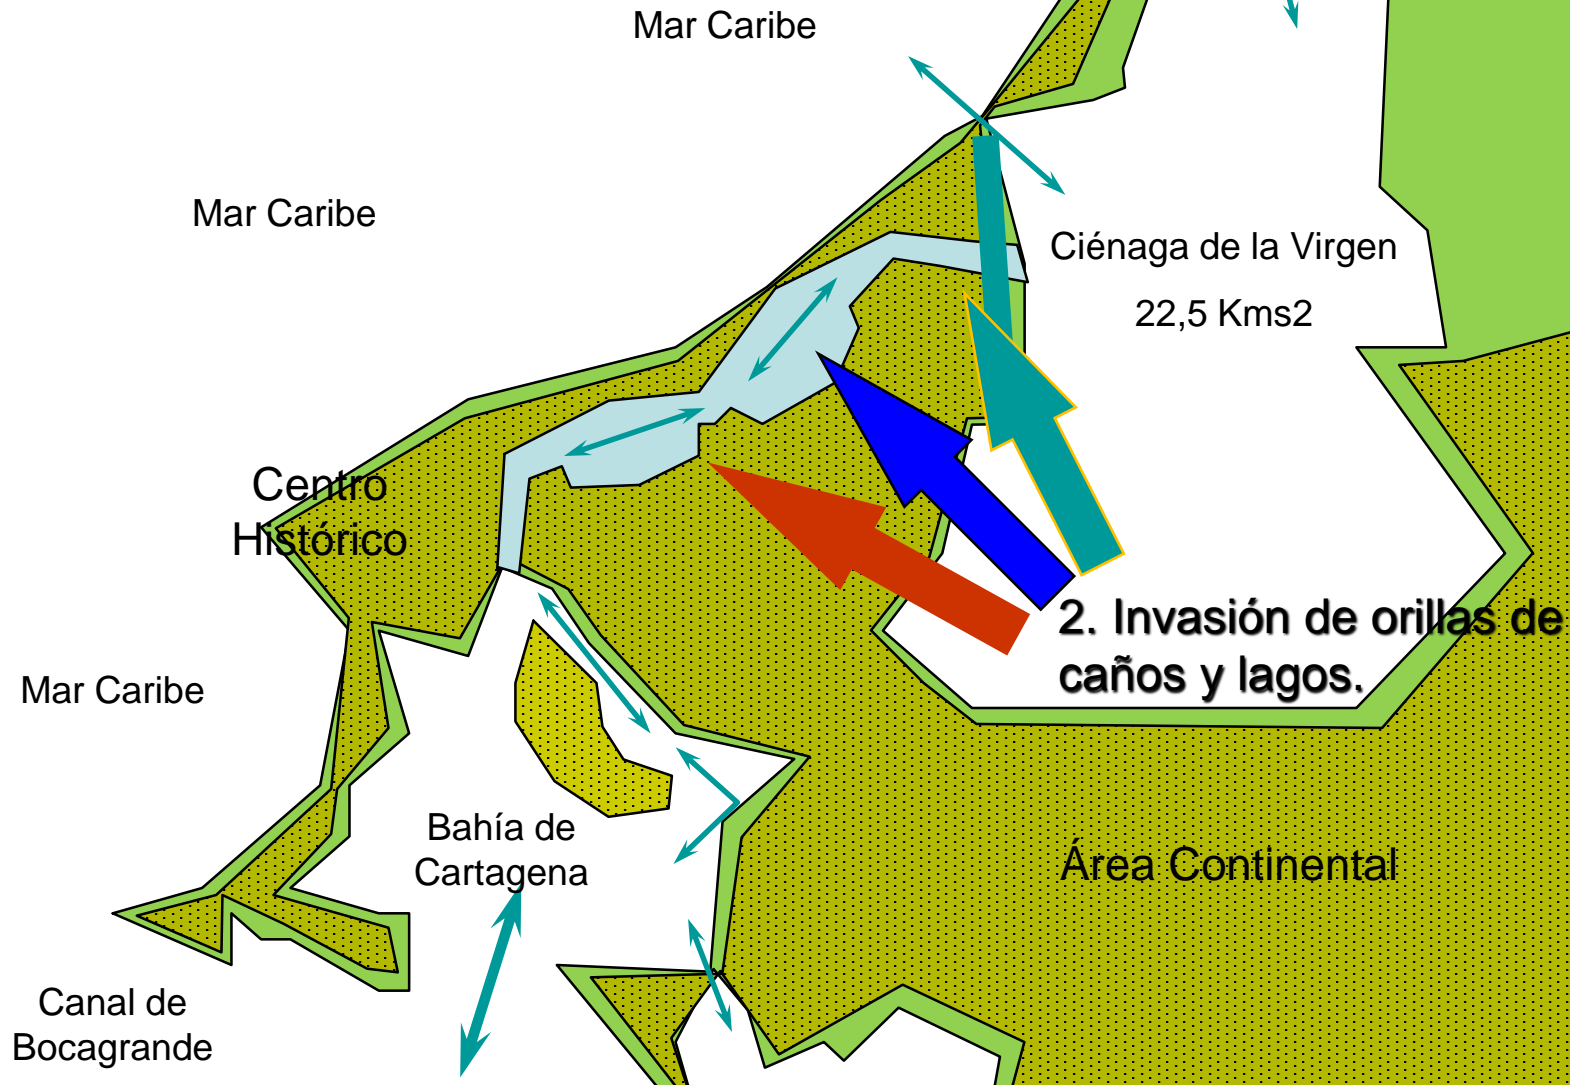 Mar Caribe
Mar Caribe
Ciénaga de la Virgen
22,5 Kms2
Centro
Histórico
2. Invasión de orillas de
caños y lagos.
Mar Caribe
Bahía de
Cartagena
Área Continental
Canal de
Bocagrande